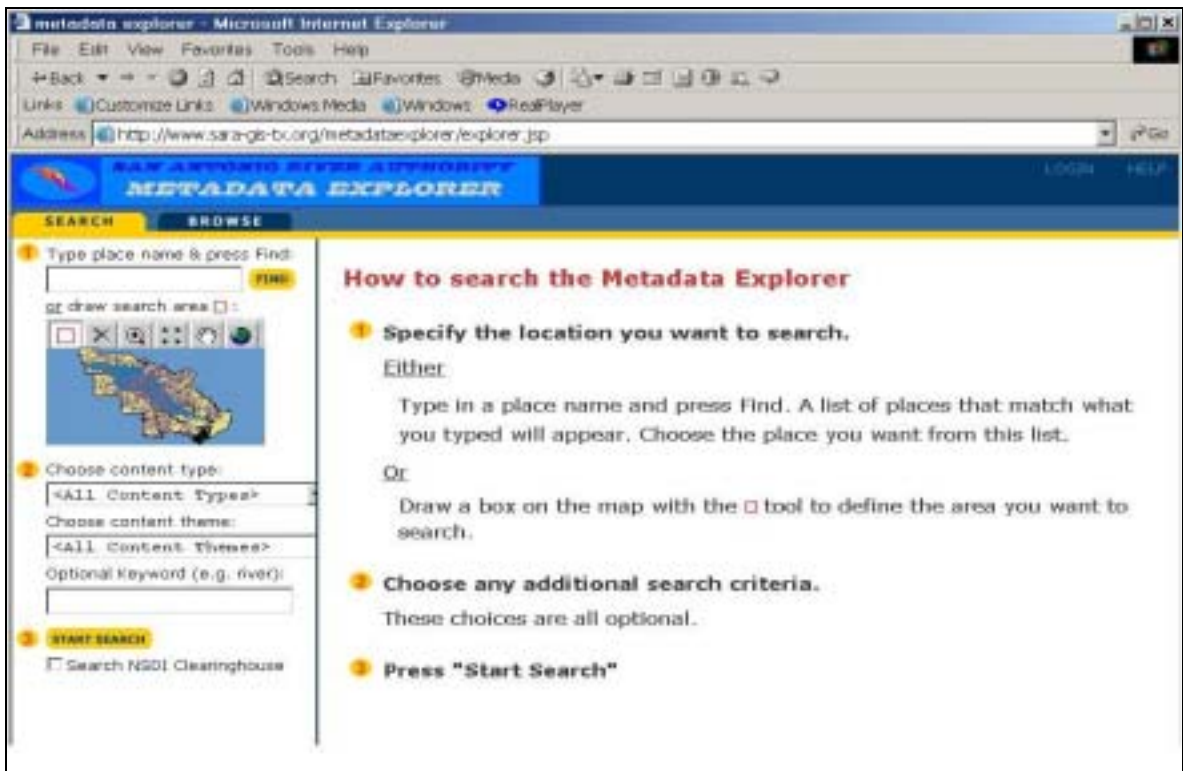 metadata explorer - Microsoft Internet Explorer
File Edit View Favorites Tools Help
Back Search Favorites Media
Links Customize Links Windows Media Windows RealPlayer
Address http://www.sara-gis-tx.org/metadataexplorer/explorer.jsp Go
SAN ANTONIO RIVER AUTHORITY
METADATA EXPLORER
LOGIN HELP
SEARCH BROWSE
1 Type place name & press Find:
FIND
or draw search area :
2 Choose content type:
<All Content Types>
Choose content theme:
<All Content Themes>
Optional Keyword (e.g. river):
3 START SEARCH
Search NSDI Clearinghouse
How to search the Metadata Explorer
1 Specify the location you want to search.
Either
Type in a place name and press Find. A list of places that match what
you typed will appear. Choose the place you want from this list.
Or
Draw a box on the map with the tool to define the area you want to
search.
2 Choose any additional search criteria.
These choices are all optional.
3 Press "Start Search"